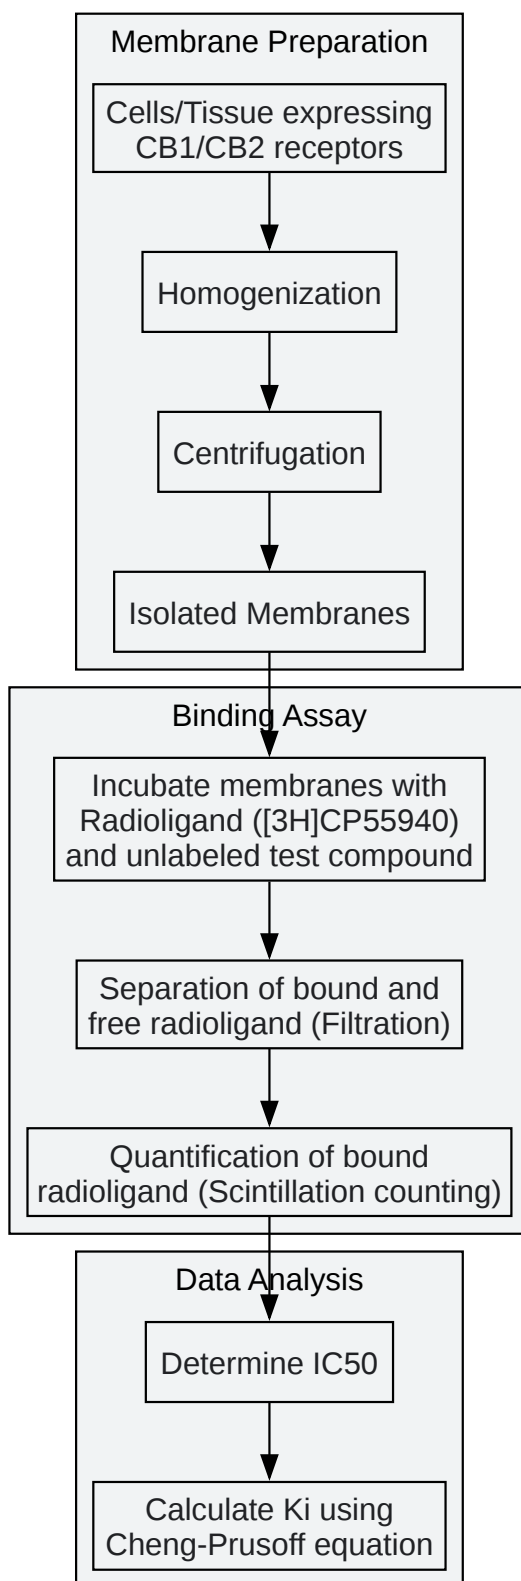 Membrane Preparation
Cells/Tissue expressing
CB1/CB2 receptors
Homogenization
Centrifugation
Isolated Membranes
Binding Assay
Incubate membranes with
Radioligand ([3H]CP55940)
and unlabeled test compound
Separation of bound and
free radioligand (Filtration)
Quantification of bound
radioligand (Scintillation counting)
Data Analysis
Determine IC50
Calculate Ki using
Cheng-Prusoff equation